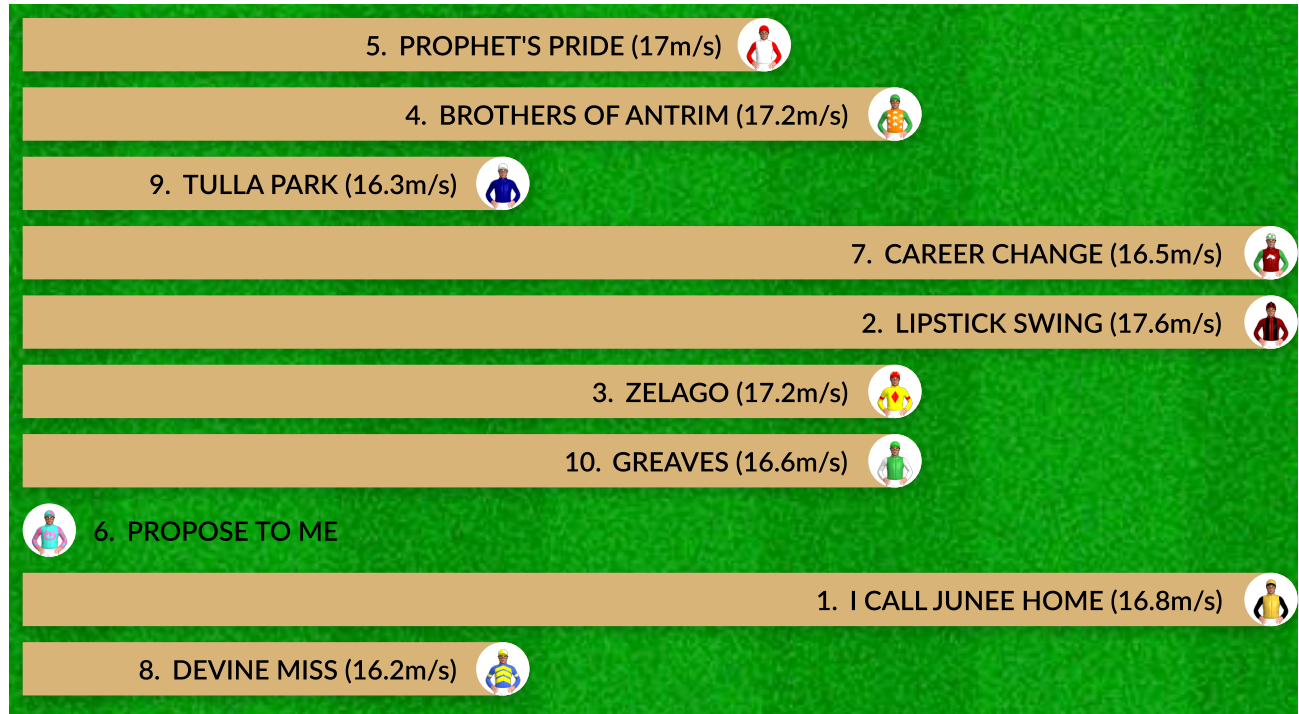 5. PROPHET'S PRIDE (17m/s)
4. BROTHERS OF ANTRIM (17.2m/s)
9. TULLA PARK (16.3m/s)
7. CAREER CHANGE (16.5m/s)
2. LIPSTICK SWING (17.6m/s)
3. ZELAGO (17.2m/s)
10. GREAVES (16.6m/s)
6. PROPOSE TO ME
1. I CALL JUNEE HOME (16.8m/s)
8. DEVINE MISS (16.2m/s)